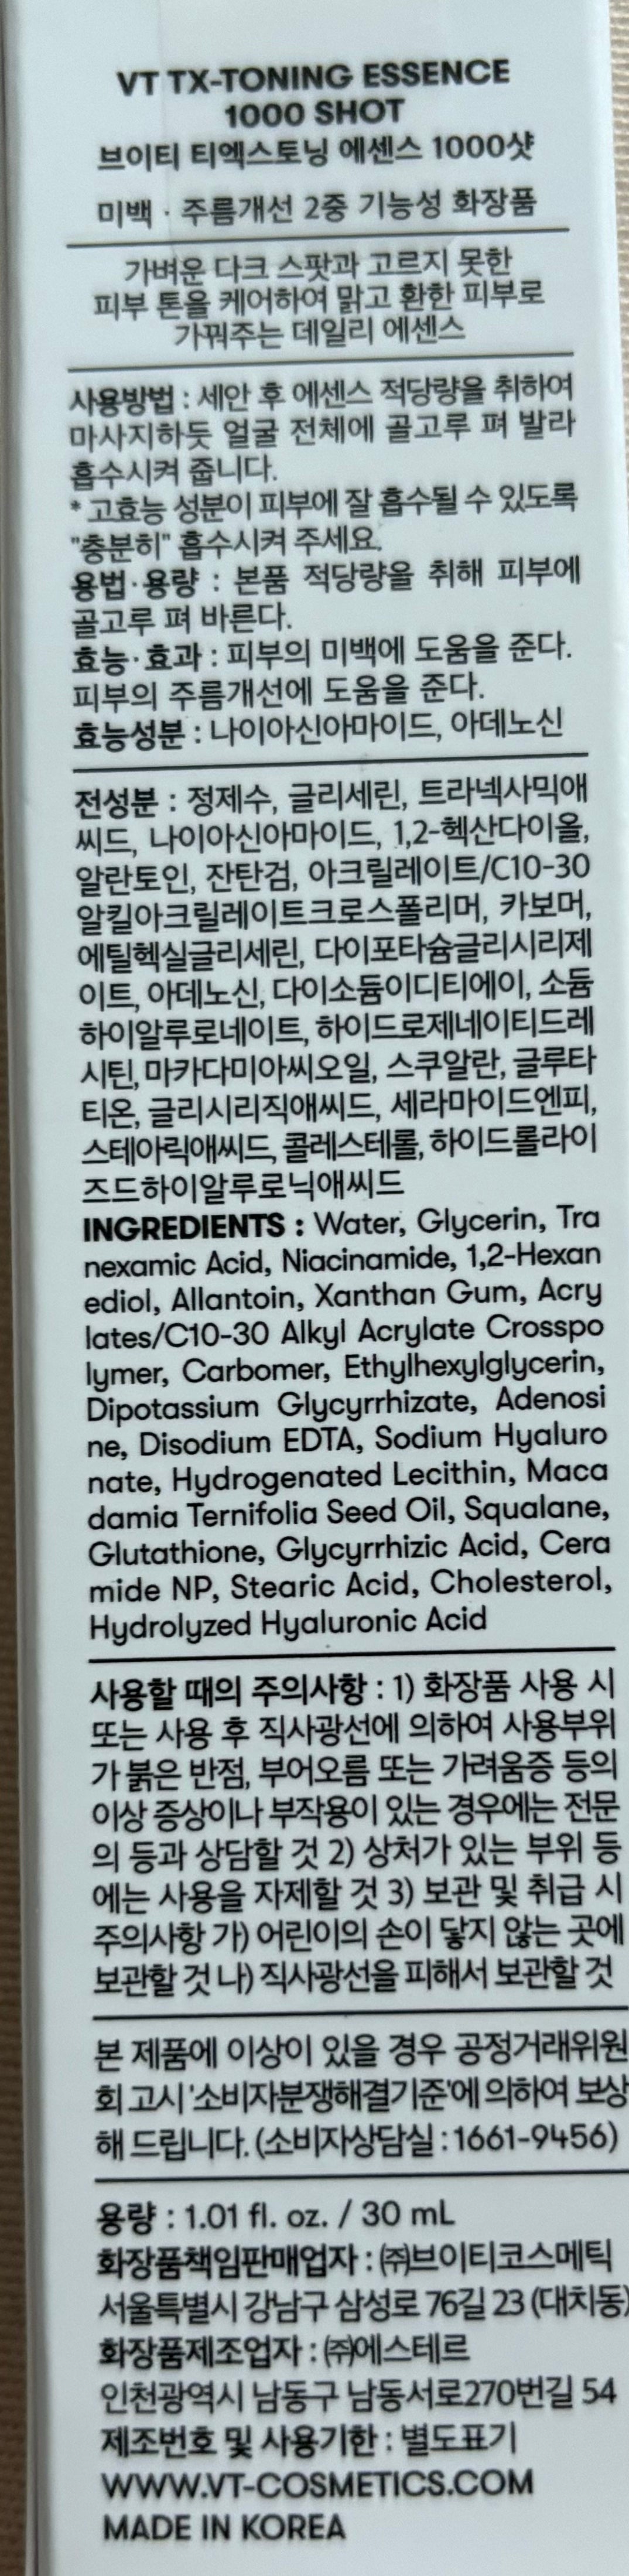 VT TX-TONING ESSENCE
1000 SHOT
브이티 티엑스토닝 에센스 1000샷
미백 · 주름개선 2중 기능성 화장품
가벼운 다크 스팟과 고르지 못한
피부 톤을 케어하여 맑고 환한 피부로
가꿔주는 데일리 에센스
사용방법 : 세안 후 에센스 적당량을 취하여
마사지하듯 얼굴 전체에 골고루 펴 발라
흡수시켜 줍니다.
* 고효능 성분이 피부에 잘 흡수될 수 있도록
"충분히" 흡수시켜 주세요.
용법·용량 : 본품 적당량을 취해 피부에
골고루 펴 바른다.
효능·효과 : 피부의 미백에 도움을 준다.
피부의 주름개선에 도움을 준다.
효능성분 : 나이아신아마이드, 아데노신
전성분 : 정제수, 글리세린, 트라넥사믹애
씨드, 나이아신아마이드, 1,2-헥산다이올,
알란토인, 잔탄검, 아크릴레이트/C10-30
알킬아크릴레이트크로스폴리머, 카보머,
에틸헥실글리세린, 다이포타슘글리시리제
이트, 아데노신, 다이소듐이디티에이, 소듐
하이알루로네이트, 하이드로제네이티드레
시틴, 마카다미아씨오일, 스쿠알란, 글루타
티온, 글리시리직애씨드, 세라마이드엔피,
스테아릭애씨드, 콜레스테롤, 하이드롤라이
즈드하이알루로닉애씨드
INGREDIENTS : Water, Glycerin, Tra
nexamic Acid, Niacinamide, 1,2-Hexan
ediol, Allantoin, Xanthan Gum, Acry
lates/C10-30 Alkyl Acrylate Crosspo
lymer, Carbomer, Ethylhexylglycerin,
Dipotassium Glycyrrhizate, Adenosi
ne, Disodium EDTA, Sodium Hyaluro
nate, Hydrogenated Lecithin, Maca
damia Ternifolia Seed Oil, Squalane,
Glutathione, Glycyrrhizic Acid, Cera
mide NP, Stearic Acid, Cholesterol,
Hydrolyzed Hyaluronic Acid
사용할 때의 주의사항 : 1) 화장품 사용 시
또는 사용 후 직사광선에 의하여 사용부위
가 붉은 반점, 부어오름 또는 가려움증 등의
이상 증상이나 부작용이 있는 경우에는 전문
의 등과 상담할 것 2) 상처가 있는 부위 등
에는 사용을 자제할 것 3) 보관 및 취급 시
주의사항 가) 어린이의 손이 닿지 않는 곳에
보관할 것 나) 직사광선을 피해서 보관할 것
본 제품에 이상이 있을 경우 공정거래위원
회 고시 '소비자분쟁해결기준'에 의하여 보상
해 드립니다. (소비자상담실 : 1661-9456)
용량 : 1.01 fl. oz. / 30 mL
화장품책임판매업자 : ㈜브이티코스메틱
서울특별시 강남구 삼성로 76길 23 (대치동)
화장품제조업자 : ㈜에스테르
인천광역시 남동구 남동서로270번길 54
제조번호 및 사용기한 : 별도표기
WWW.VT-COSMETICS.COM
MADE IN KOREA